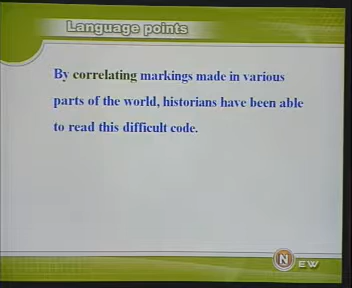 Language points
By correlating markings made in various
parts of the world, historians have been able
to read this difficult code.
NEW